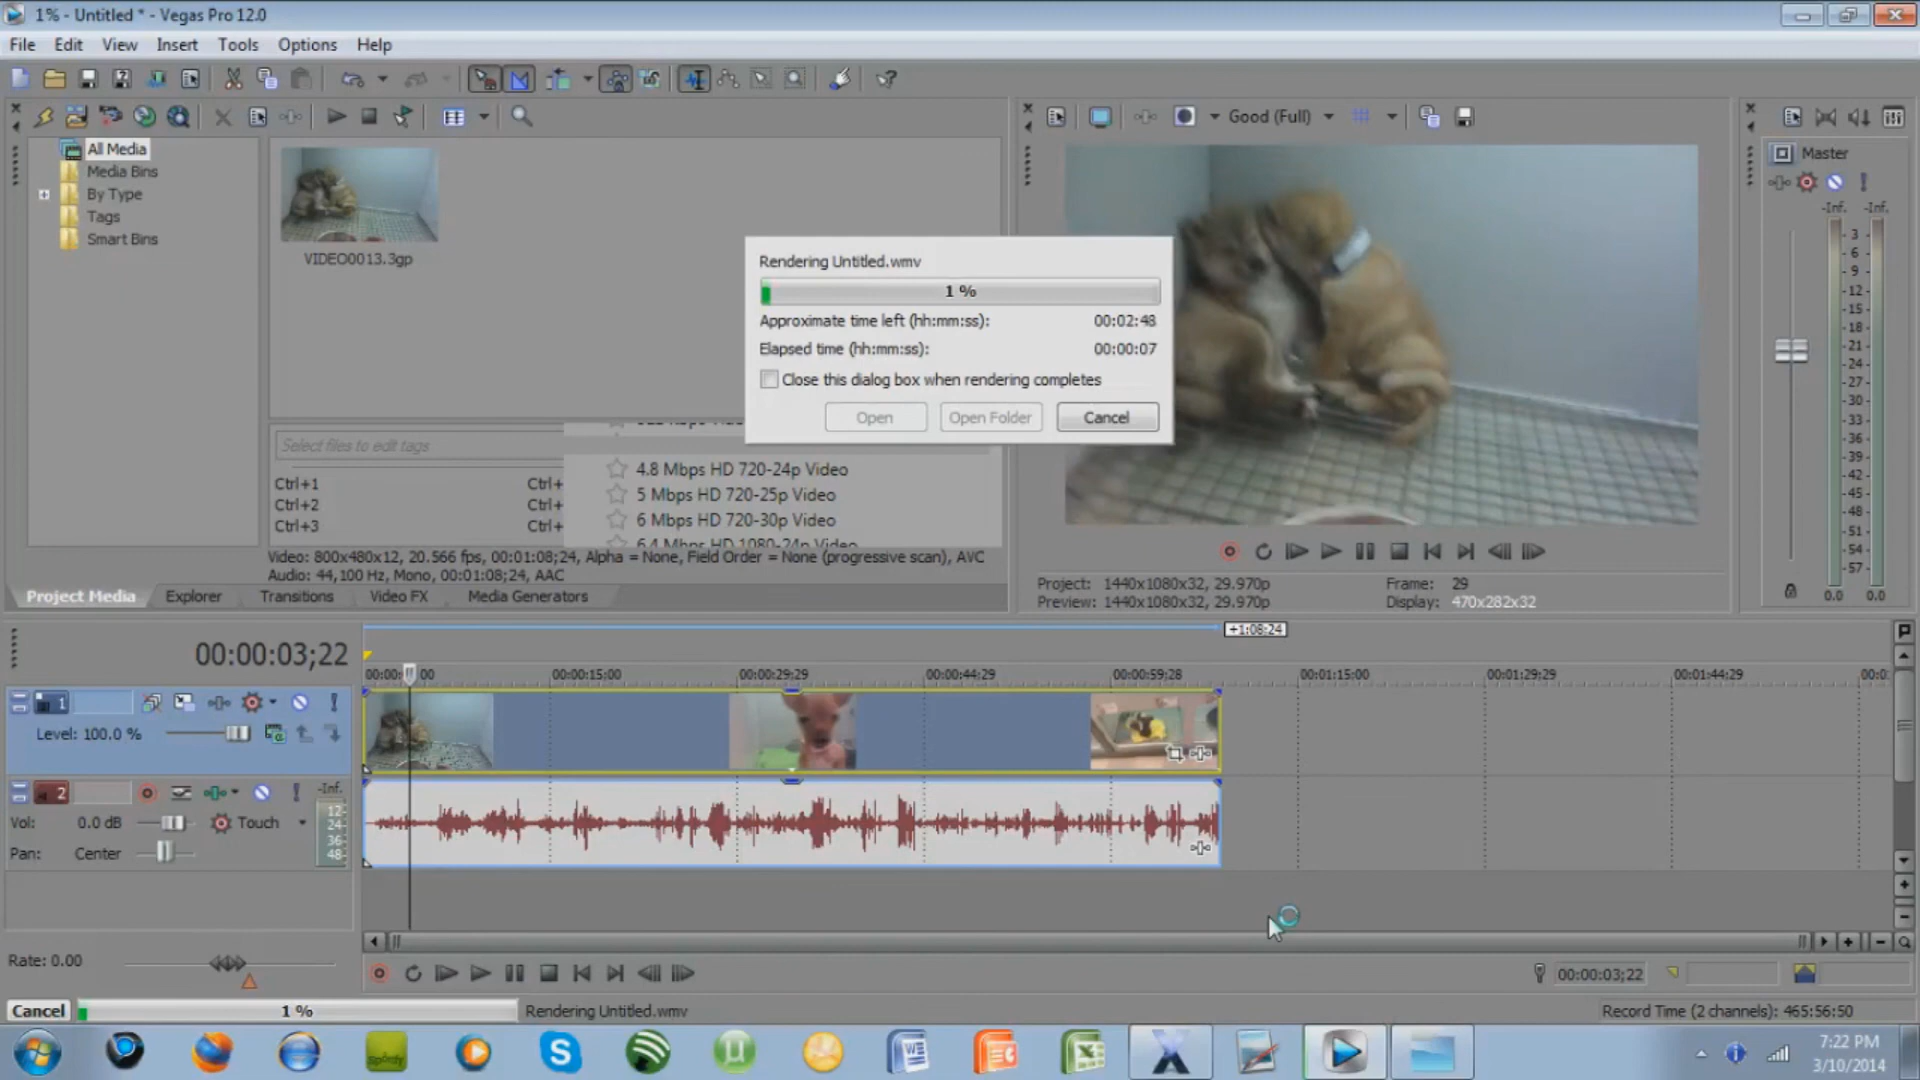 1% - Untitled * - Vegas Pro 12.0
File Edit View Insert Tools Options Help
Good (Full)
All Media
Media Bins
By Type
Tags
Smart Bins
VIDEO0013.3gp
Master
-Inf. -Inf.
3
6
9
12
15
18
21
24
27
30
33
36
39
42
45
48
51
54
57
0.0 0.0
Rendering Untitled.wmv
1 %
Approximate time left (hh:mm:ss): 00:02:48
Elapsed time (hh:mm:ss): 00:00:07
Close this dialog box when rendering completes
Open Open Folder Cancel
Select files to edit tags
Ctrl+1 Ctrl+
Ctrl+2 Ctrl+
Ctrl+3 Ctrl+
4.8 Mbps HD 720-24p Video
5 Mbps HD 720-25p Video
6 Mbps HD 720-30p Video
6.4 Mbps HD 1080-24p Video
Video: 800x480x12, 20.566 fps, 00:01:08;24, Alpha = None, Field Order = None (progressive scan), AVC
Audio: 44,100 Hz, Mono, 00:01:08;24, AAC
Project: 1440x1080x32, 29.970p Frame: 29
Preview: 1440x1080x32, 29.970p Display: 470x282x32
Project Media Explorer Transitions Video FX Media Generators
+1:08:24
00:00:03;22
00:00: 00 00:00:15:00 00:00:29:29 00:00:44:29 00:00:59:28 00:01:15:00 00:01:29:29 00:01:44:29 00:0
1
Level: 100.0 %
2
-Inf.
12
24
36
48
Vol: 0.0 dB Touch
Pan: Center
Rate: 0.00
00:00:03;22
Cancel 1 % Rendering Untitled.wmv Record Time (2 channels): 465:56:50
7:22 PM
3/10/2014